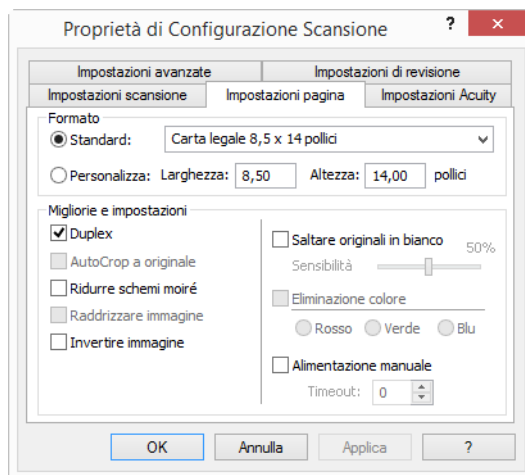 Proprietà di Configurazione Scansione ? ×
Impostazioni avanzate Impostazioni di revisione
Impostazioni scansione Impostazioni pagina Impostazioni Acuity
Formato
Standard: Carta legale 8,5 x 14 pollici
Personalizza: Larghezza: 8,50 Altezza: 14,00 pollici
Migliorie e impostazioni
Duplex
AutoCrop a originale
Ridurre schemi moiré
Raddrizzare immagine
Invertire immagine
Saltare originali in bianco
50%
Sensibilità
Eliminazione colore
Rosso Verde Blu
Alimentazione manuale
Timeout: 0
OK Annulla Applica ?